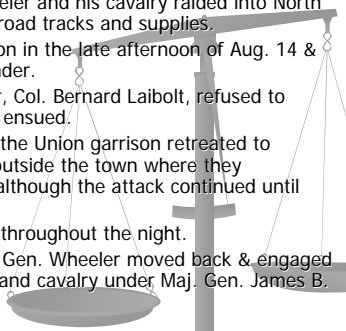 eler and his cavalry raided into North
road tracks and supplies.
on in the late afternoon of Aug. 14 &
nder.
r, Col. Bernard Laibolt, refused to
ensued.
the Union garrison retreated to
outside the town where they
although the attack continued until
throughout the night.
Gen. Wheeler moved back & engaged
and cavalry under Maj. Gen. James B.